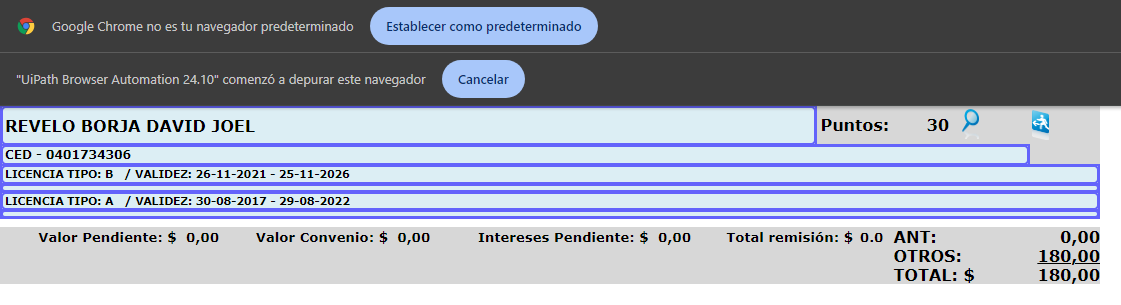 Google Chrome no es tu navegador predeterminado Establecer como predeterminado
"UiPath Browser Automation 24.10" comenzó a depurar este navegador Cancelar
REVELO BORJA DAVID JOEL Puntos: 30
CED - 0401734306
LICENCIA TIPO: B / VALIDEZ: 26-11-2021 - 25-11-2026
LICENCIA TIPO: A / VALIDEZ: 30-08-2017 - 29-08-2022
Valor Pendiente: $ 0,00 Valor Convenio: $ 0,00 Intereses Pendiente: $ 0,00 Total remisión: $ 0.0 ANT: 0,00
OTROS: 180,00
TOTAL: $ 180,00